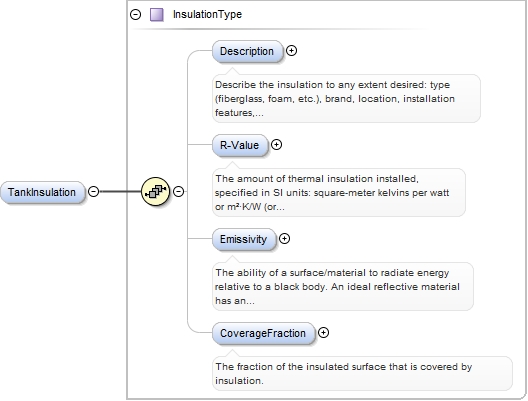 InsulationType
Description
Describe the insulation to any extent desired: type
(fiberglass, foam, etc.), brand, location, installation
features,...
R-Value
The amount of thermal insulation installed,
specified in SI units: square-meter kelvins per watt
or m²·K/W (or...
TankInsulation
Emissivity
The ability of a surface/material to radiate energy
relative to a black body. An ideal reflective material
has an...
CoverageFraction
The fraction of the insulated surface that is covered by
insulation.